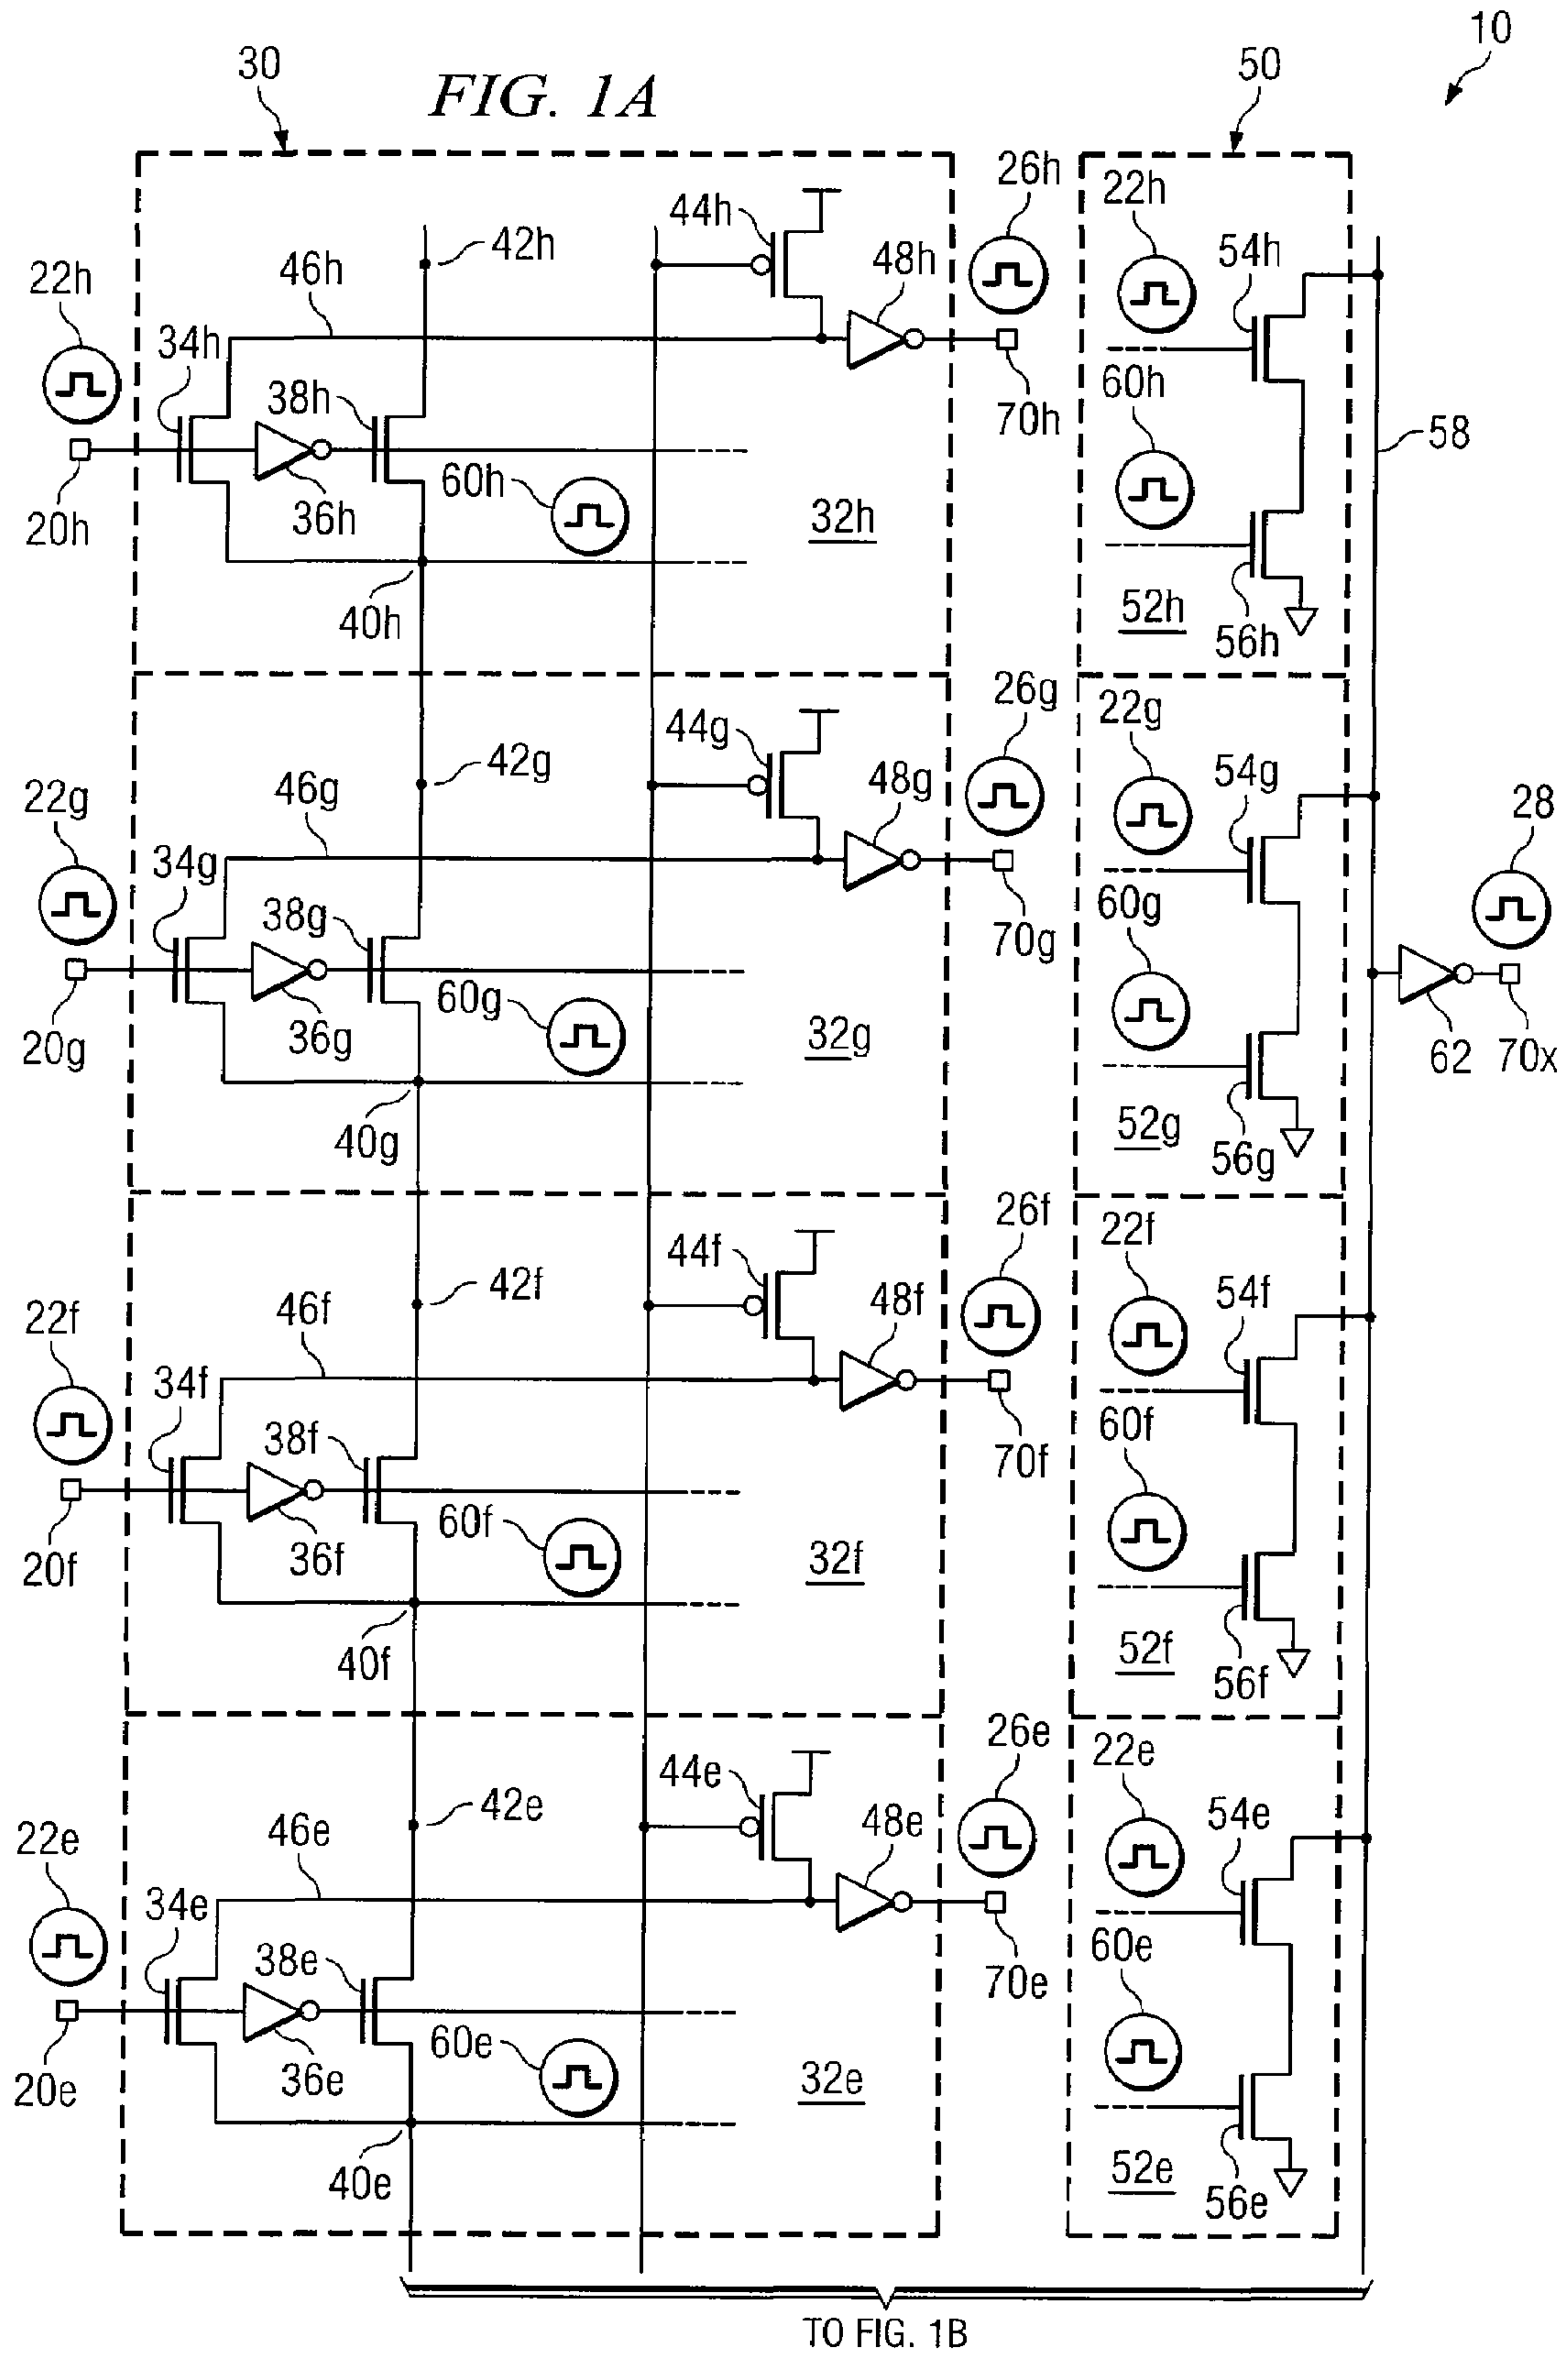 10
30
50
FIG. 1A
26h
22h
44h
42h
48h
46h
54h
22h
34h
38h
70h
60h
58
60h
20h
36h
32h
40h
52h
56h
26g
22g
44g
42g
48g
54g
46g
22g
28
34g
38g
70g
60g
60g
20g
36g
32g
62
70x
40g
52g
56g
26f
22f
44f
42f
48f
54f
46f
22f
34f
38f
70f
60f
60f
20f
36f
32f
40f
52f
56f
26e
22e
44e
42e
48e
54e
46e
22e
34e
38e
70e
60e
60e
20e
36e
32e
40e
52e
56e
TO FIG. 1B